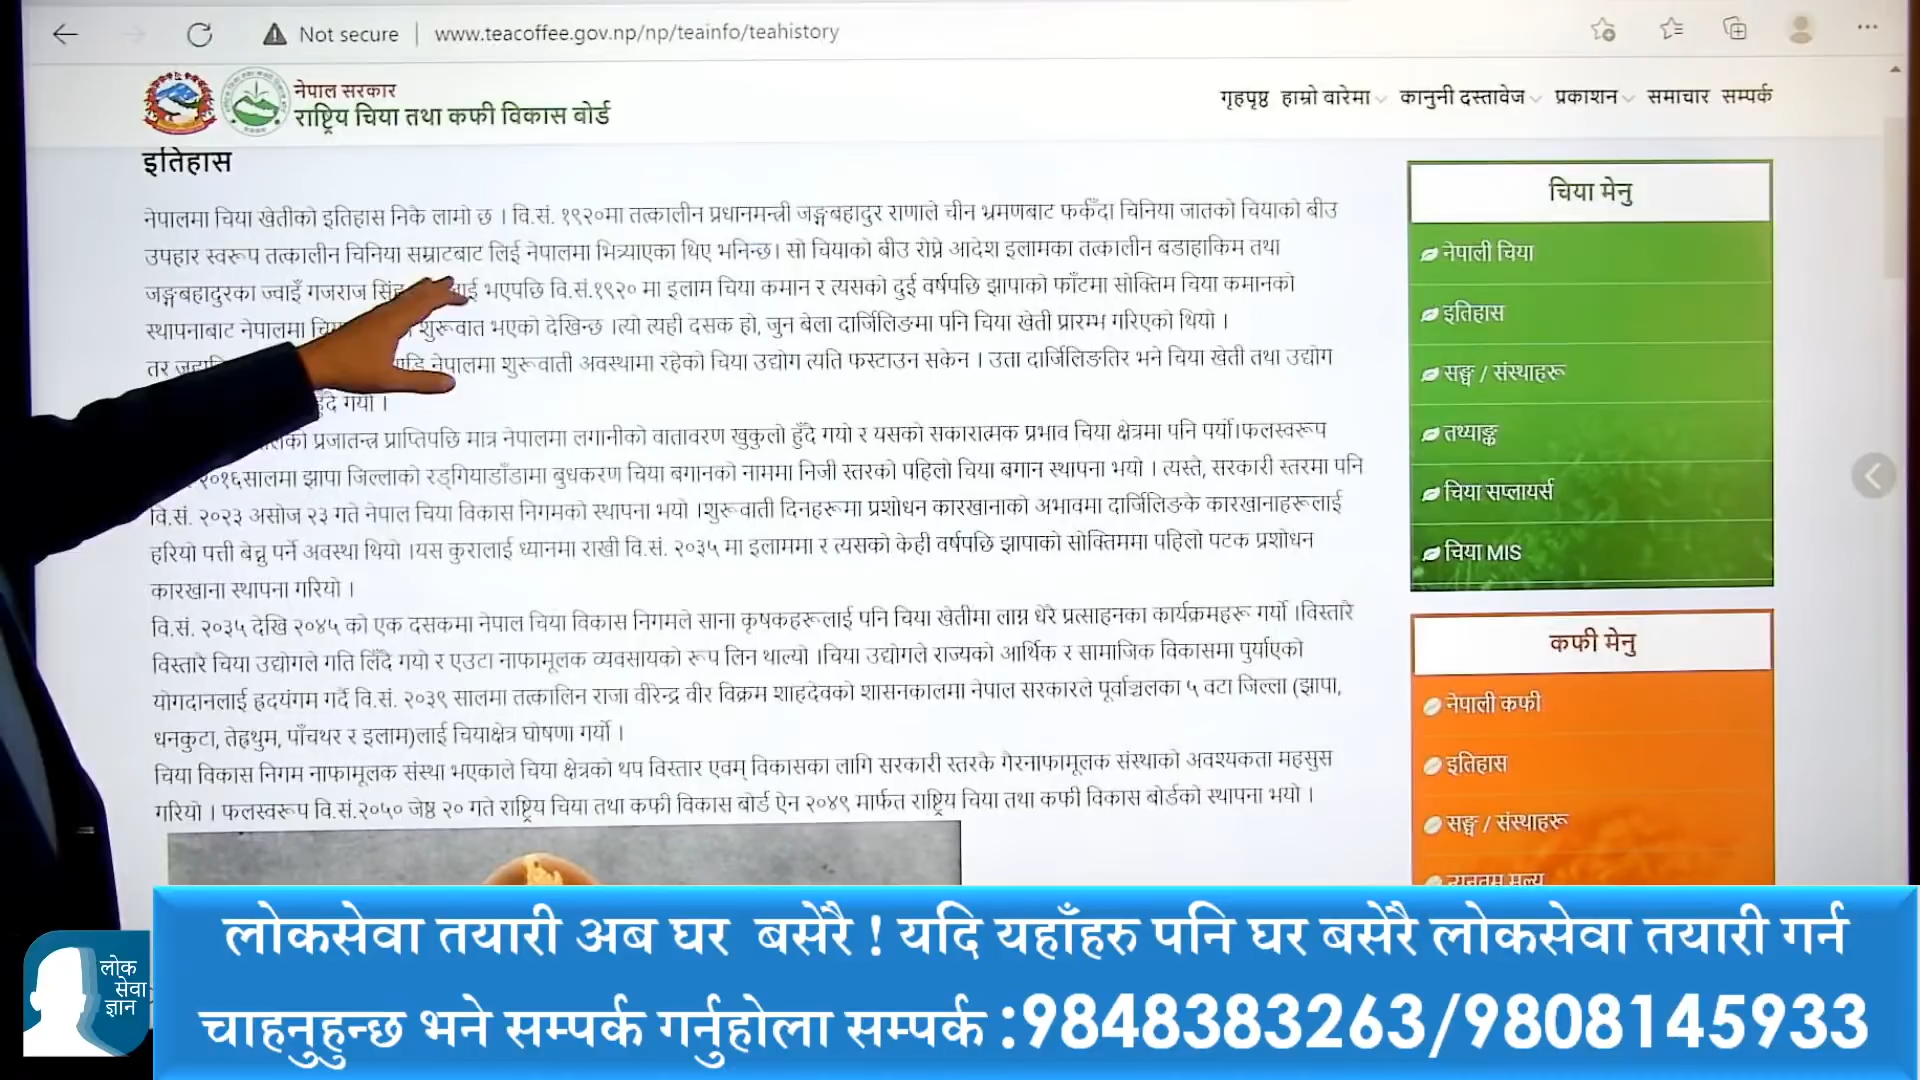 Not secure | www.teacoffee.gov.np/np/teainfo/teahistory
नेपाल सरकार
राष्ट्रिय चिया तथा कफी विकास बोर्ड
गृहपृष्ठ हाम्रो वारेमा कानुनी दस्तावेज प्रकाशन समाचार सम्पर्क
इतिहास
नेपालमा चिया खेतीको इतिहास निकै लामो छ । वि.सं. १९२०मा तत्कालीन प्रधानमन्त्री जङ्गबहादुर राणाले चीन भ्रमणबाट फर्कँदा चिनिया जातको चियाको बीउ
उपहार स्वरूप तत्कालीन चिनिया सम्राटबाट लिई नेपालमा भित्र्याएका थिए भनिन्छ। सो चियाको बीउ रोप्ने आदेश इलामका तत्कालीन बडाहाकिम तथा
जङ्गबहादुरका ज्वाइँ गजराज सिंह भएपछि वि.सं.१९२० मा इलाम चिया कमान र त्यसको दुई वर्षपछि झापाको फाँटमा सोक्तिम चिया कमानको
स्थापनाबाट नेपालमा शुरूवात भएको देखिन्छ ।त्यो त्यही दसक हो, जुन बेला दार्जिलिङमा पनि चिया खेती प्रारम्भ गरिएको थियो ।
तर नेपालमा शुरूवाती अवस्थामा रहेको चिया उद्योग त्यति फस्टाउन सकेन । उता दार्जिलिङतिर भने चिया खेती तथा उद्योग
हुँदै गयो ।
प्रजातन्त्र प्राप्तिपछि मात्र नेपालमा लगानीको वातावरण खुकुलो हुँदै गयो र यसको सकारात्मक प्रभाव चिया क्षेत्रमा पनि पर्यो।फलस्वरूप
२०१६सालमा झापा जिल्लाको रङ्गियाडाँडामा बुधकरण चिया बगानको नाममा निजी स्तरको पहिलो चिया बगान स्थापना भयो । त्यस्तै, सरकारी स्तरमा पनि
वि.सं. २०२३ असोज २३ गते नेपाल चिया विकास निगमको स्थापना भयो ।शुरूवाती दिनहरूमा प्रशोधन कारखानाको अभावमा दार्जिलिङकै कारखानाहरूलाई
हरियो पत्ती बेच्नु पर्ने अवस्था थियो ।यस कुरालाई ध्यानमा राखी वि.सं. २०३५ मा इलाममा र त्यसको केही वर्षपछि झापाको सोक्तिममा पहिलो पटक प्रशोधन
कारखाना स्थापना गरियो ।
वि.सं. २०३५ देखि २०४५ को एक दसकमा नेपाल चिया विकास निगमले साना कृषकहरूलाई पनि चिया खेतीमा लाग्न धेरै प्रत्साहनका कार्यक्रमहरू गर्यो ।विस्तारै
विस्तारै चिया उद्योगले गति लिँदै गयो र एउटा नाफामूलक व्यवसायको रूप लिन थाल्यो ।चिया उद्योगले राज्यको आर्थिक र सामाजिक विकासमा पुर्याएको
योगदानलाई ह्रदयंगम गर्दै वि.सं. २०३९ सालमा तत्कालिन राजा वीरेन्द्र वीर विक्रम शाहदेवको शासनकालमा नेपाल सरकारले पूर्वाञ्चलका ५ वटा जिल्ला (झापा,
धनकुटा, तेह्रथुम, पाँचथर र इलाम)लाई चियाक्षेत्र घोषणा गर्यो ।
चिया विकास निगम नाफामूलक संस्था भएकाले चिया क्षेत्रको थप विस्तार एवम् विकासका लागि सरकारी स्तरकै गैरनाफामूलक संस्थाको अवश्यकता महसुस
गरियो । फलस्वरूप वि.सं.२०५० जेष्ठ २० गते राष्ट्रिय चिया तथा कफी विकास बोर्ड ऐन २०४९ मार्फत राष्ट्रिय चिया तथा कफी विकास बोर्डको स्थापना भयो ।
चिया मेनु
नेपाली चिया
इतिहास
सङ्घ / संस्थाहरू
तथ्याङ्क
चिया सप्लायर्स
चिया MIS
कफी मेनु
नेपाली कफी
इतिहास
सङ्घ / संस्थाहरू
न्यूनतम मूल्य
लोक
सेवा
ज्ञान
लोकसेवा तयारी अब घर बसेरै ! यदि यहाँहरु पनि घर बसेरै लोकसेवा तयारी गर्न
चाहनुहुन्छ भने सम्पर्क गर्नुहोला सम्पर्क :9848383263/9808145933